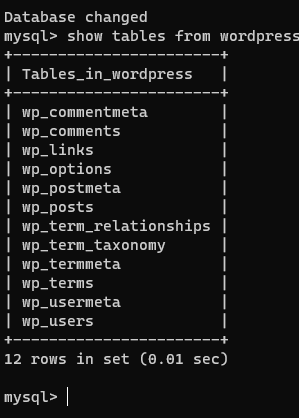 Database changed
mysql> show tables from wordpress
+-----------------------+
| Tables_in_wordpress   |
+-----------------------+
| wp_commentmeta        |
| wp_comments           |
| wp_links              |
| wp_options            |
| wp_postmeta           |
| wp_posts              |
| wp_term_relationships |
| wp_term_taxonomy      |
| wp_termmeta           |
| wp_terms              |
| wp_usermeta           |
| wp_users              |
+-----------------------+
12 rows in set (0.01 sec)
mysql>